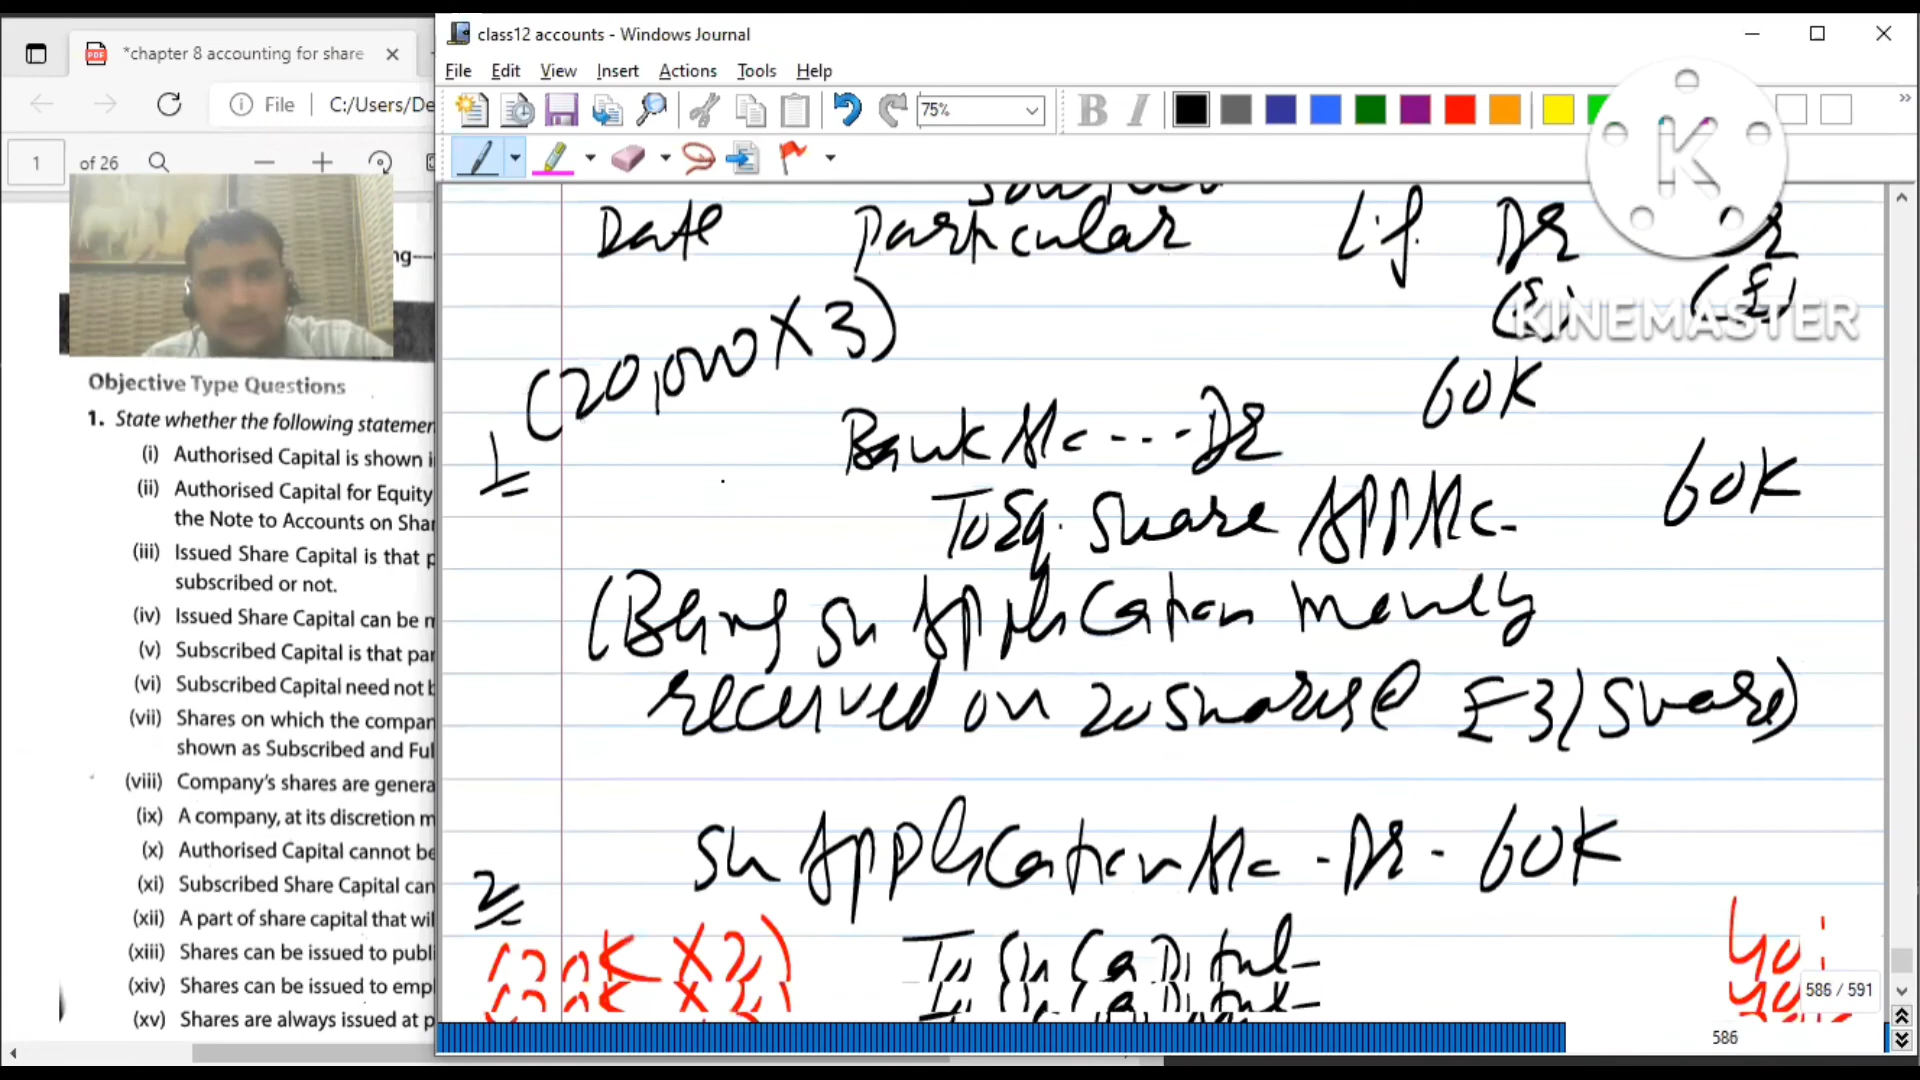 *chapter 8 accounting for share
File
C:/Users/De
1
of 26
Objective Type Questions
1. State whether the following statemen
(i) Authorised Capital is shown i
(ii) Authorised Capital for Equity
the Note to Accounts on Shar
(iii) Issued Share Capital is that p
subscribed or not.
(iv) Issued Share Capital can be m
(v) Subscribed Capital is that par
(vi) Subscribed Capital need not b
(vii) Shares on which the compan
shown as Subscribed and Ful
(viii) Company's shares are genera
(ix) A company, at its discretion m
(x) Authorised Capital cannot be
(xi) Subscribed Share Capital can
(xii) A part of share capital that wil
(xiii) Shares can be issued to publi
(xiv) Shares can be issued to empl
(xv) Shares are always issued at p
class12 accounts - Windows Journal
File Edit View Insert Actions Tools Help
75%
B I
K
KINEMASTER
Date Particular L.f. DR
(20,000 X 3)
60K
1 Bank A/c ---DR
To Eq. Share App A/c- 60K
(Being Sh Application money
received on 20 shares @ ₤ 3/ Share)
2 Sh Application A/c - DR - 60K
To Sh Capital-
586 / 591
586